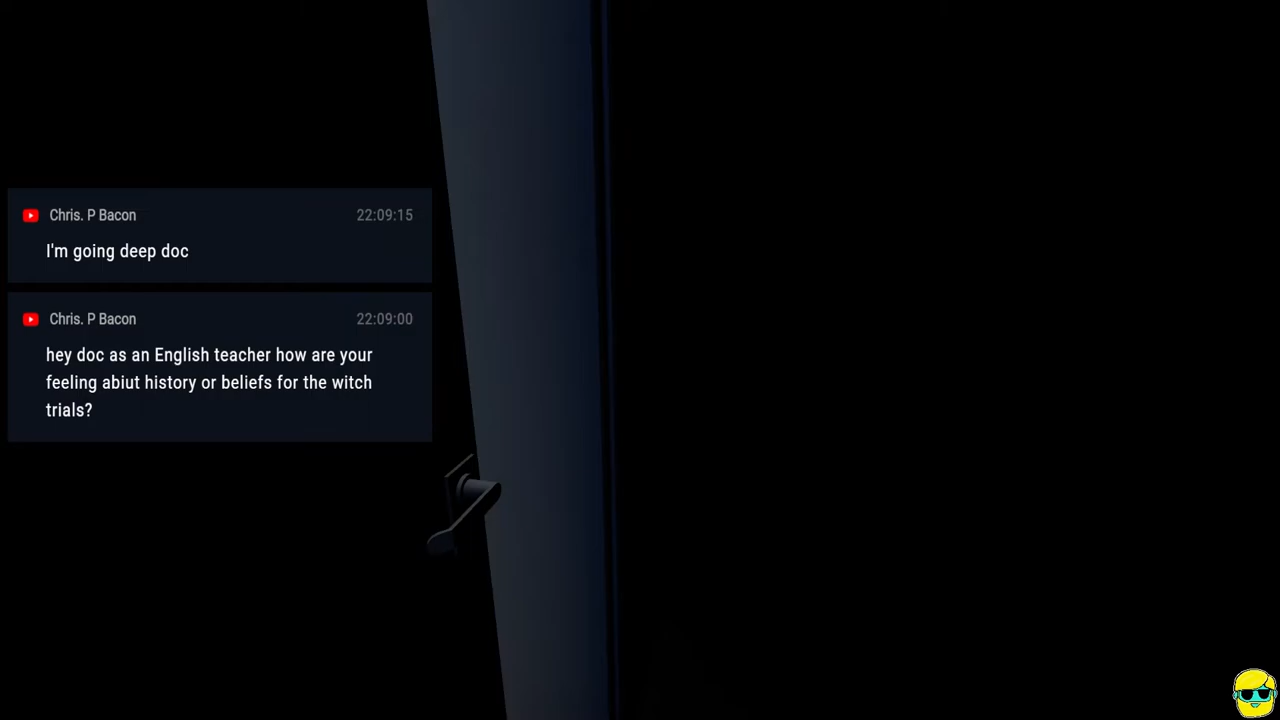 Chris. P Bacon 22:09:15
I'm going deep doc
Chris. P Bacon 22:09:00
hey doc as an English teacher how are your
feeling abiut history or beliefs for the witch
trials?